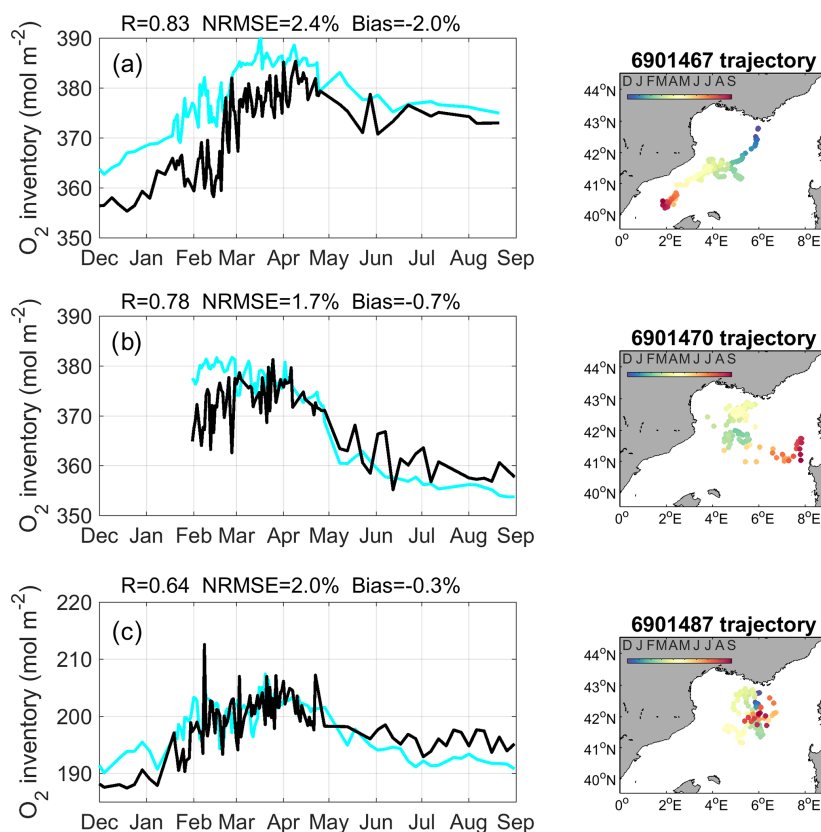 R=0.83 NRMSE=2.4% Bias=-2.0%
O2 inventory (mol m-2)
390
380
370
360
350
(a)
Dec Jan Feb Mar Apr May Jun Jul Aug Sep
6901467 trajectory
D J FMAM J J A S
44°N
43°N
42°N
41°N
40°N
0° 2°E 4°E 6°E 8°E
R=0.78 NRMSE=1.7% Bias=-0.7%
O2 inventory (mol m-2)
390
380
370
360
350
(b)
Dec Jan Feb Mar Apr May Jun Jul Aug Sep
6901470 trajectory
D J FMAM J J A S
44°N
43°N
42°N
41°N
40°N
0° 2°E 4°E 6°E 8°E
R=0.64 NRMSE=2.0% Bias=-0.3%
O2 inventory (mol m-2)
220
210
200
190
(c)
Dec Jan Feb Mar Apr May Jun Jul Aug Sep
6901487 trajectory
D J FMAM J J A S
44°N
43°N
42°N
41°N
40°N
0° 2°E 4°E 6°E 8°E